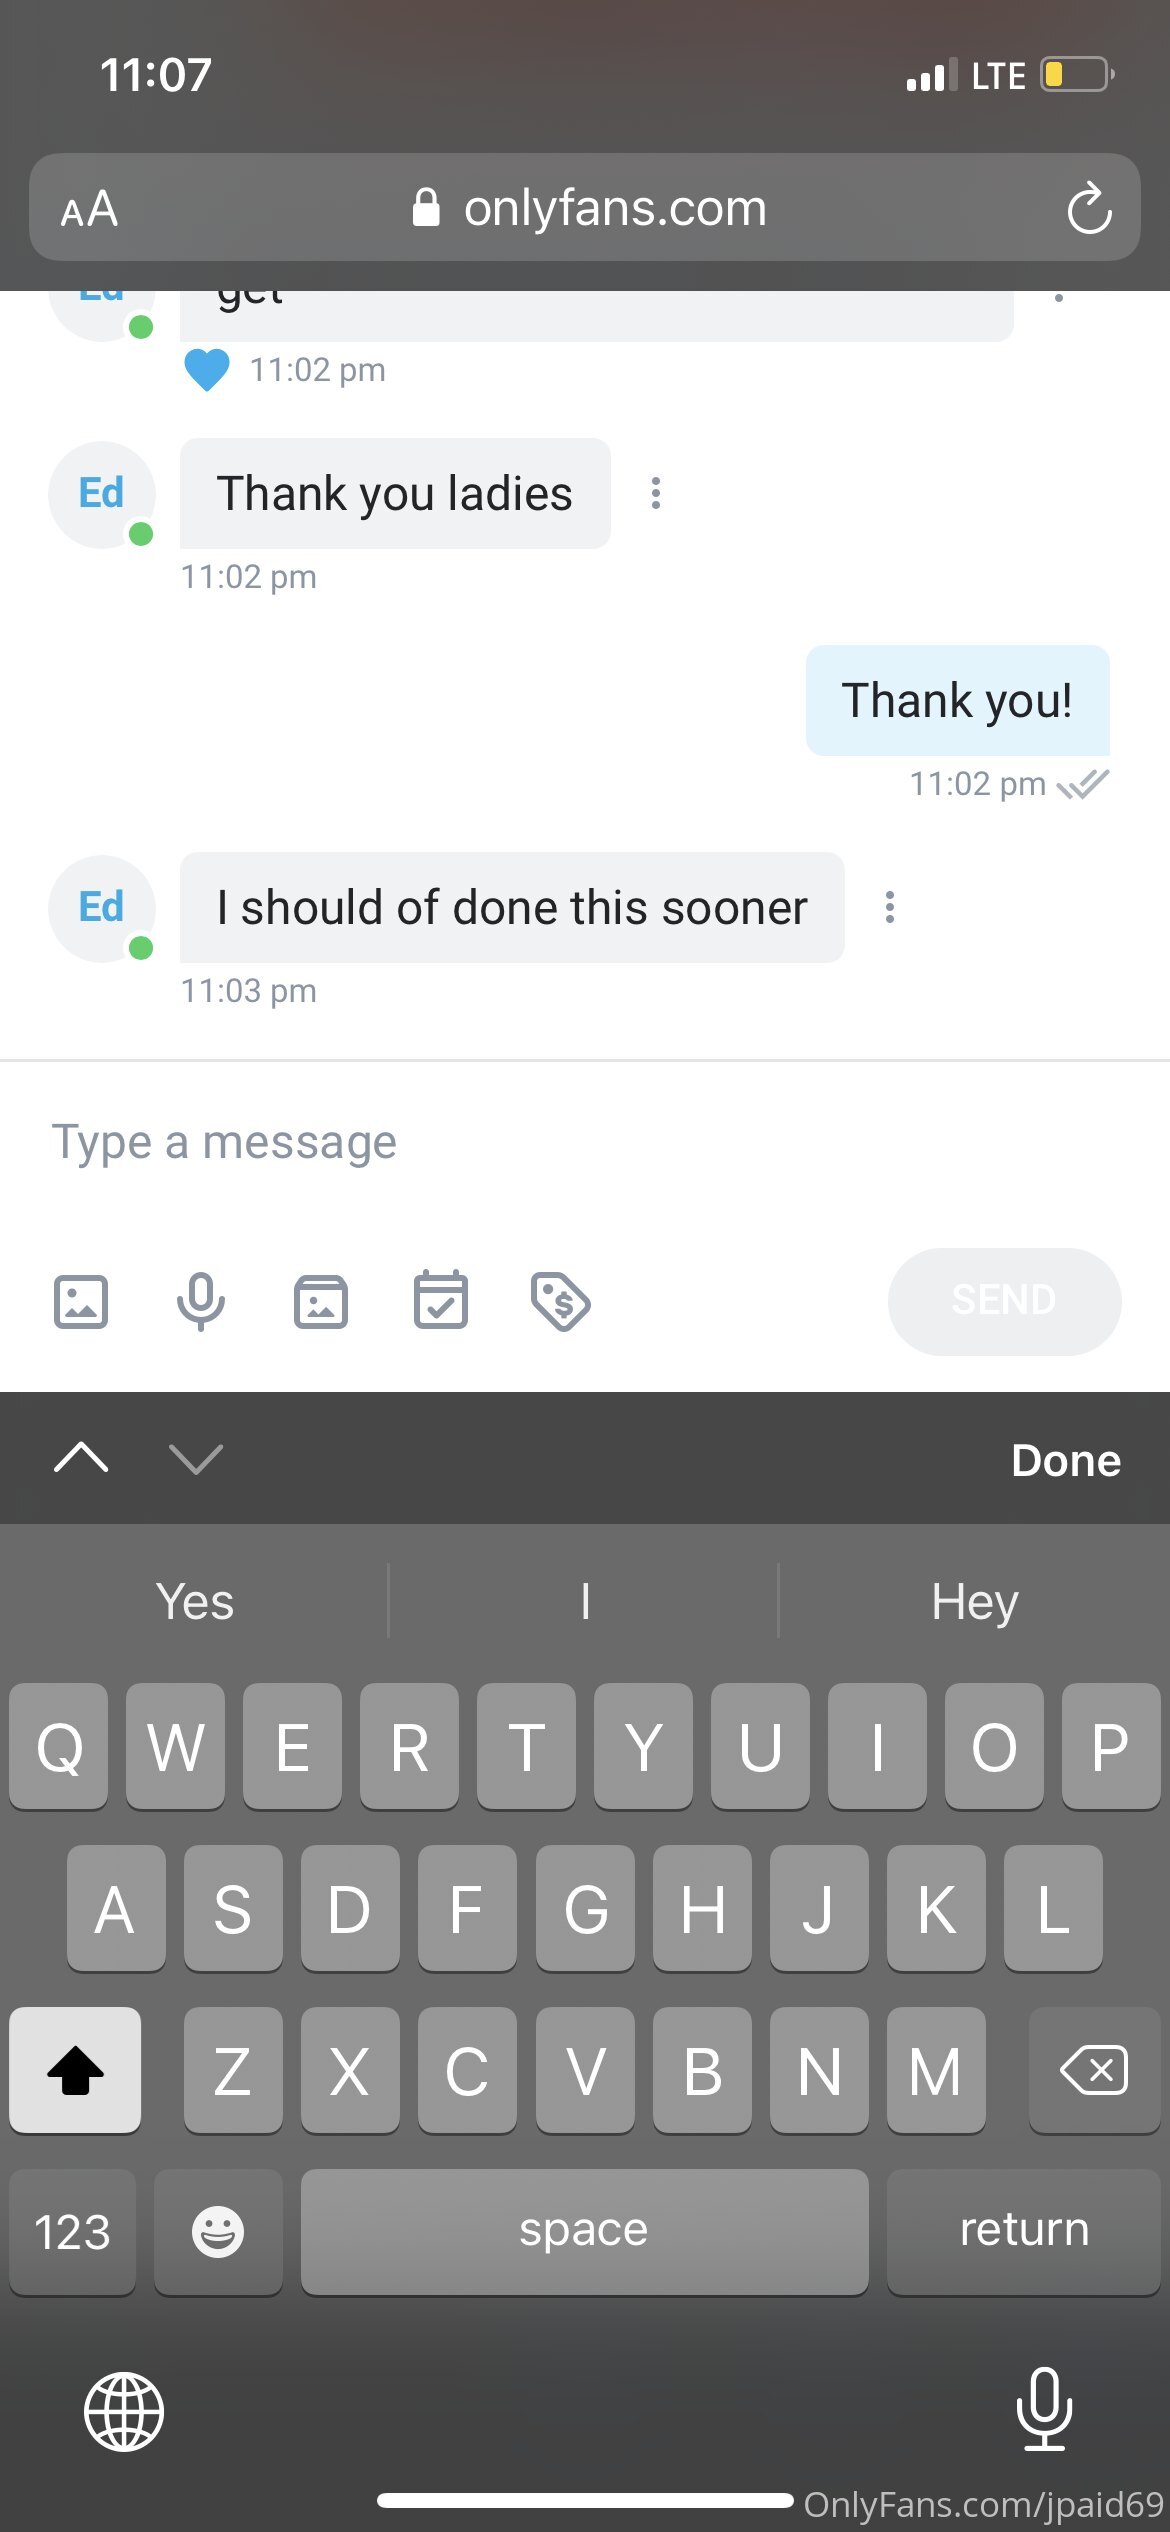 11:07
LTE
AA
onlyfans.com
Ed
get
11:02 pm
Ed
Thank you ladies
11:02 pm
Thank you!
11:02 pm
Ed
I should of done this sooner
11:03 pm
Type a message
SEND
Done
Yes
I
Hey
Q W E R T Y U I O P
A S D F G H J K L
Z X C V B N M
123
space
return
OnlyFans.com/jpaid69